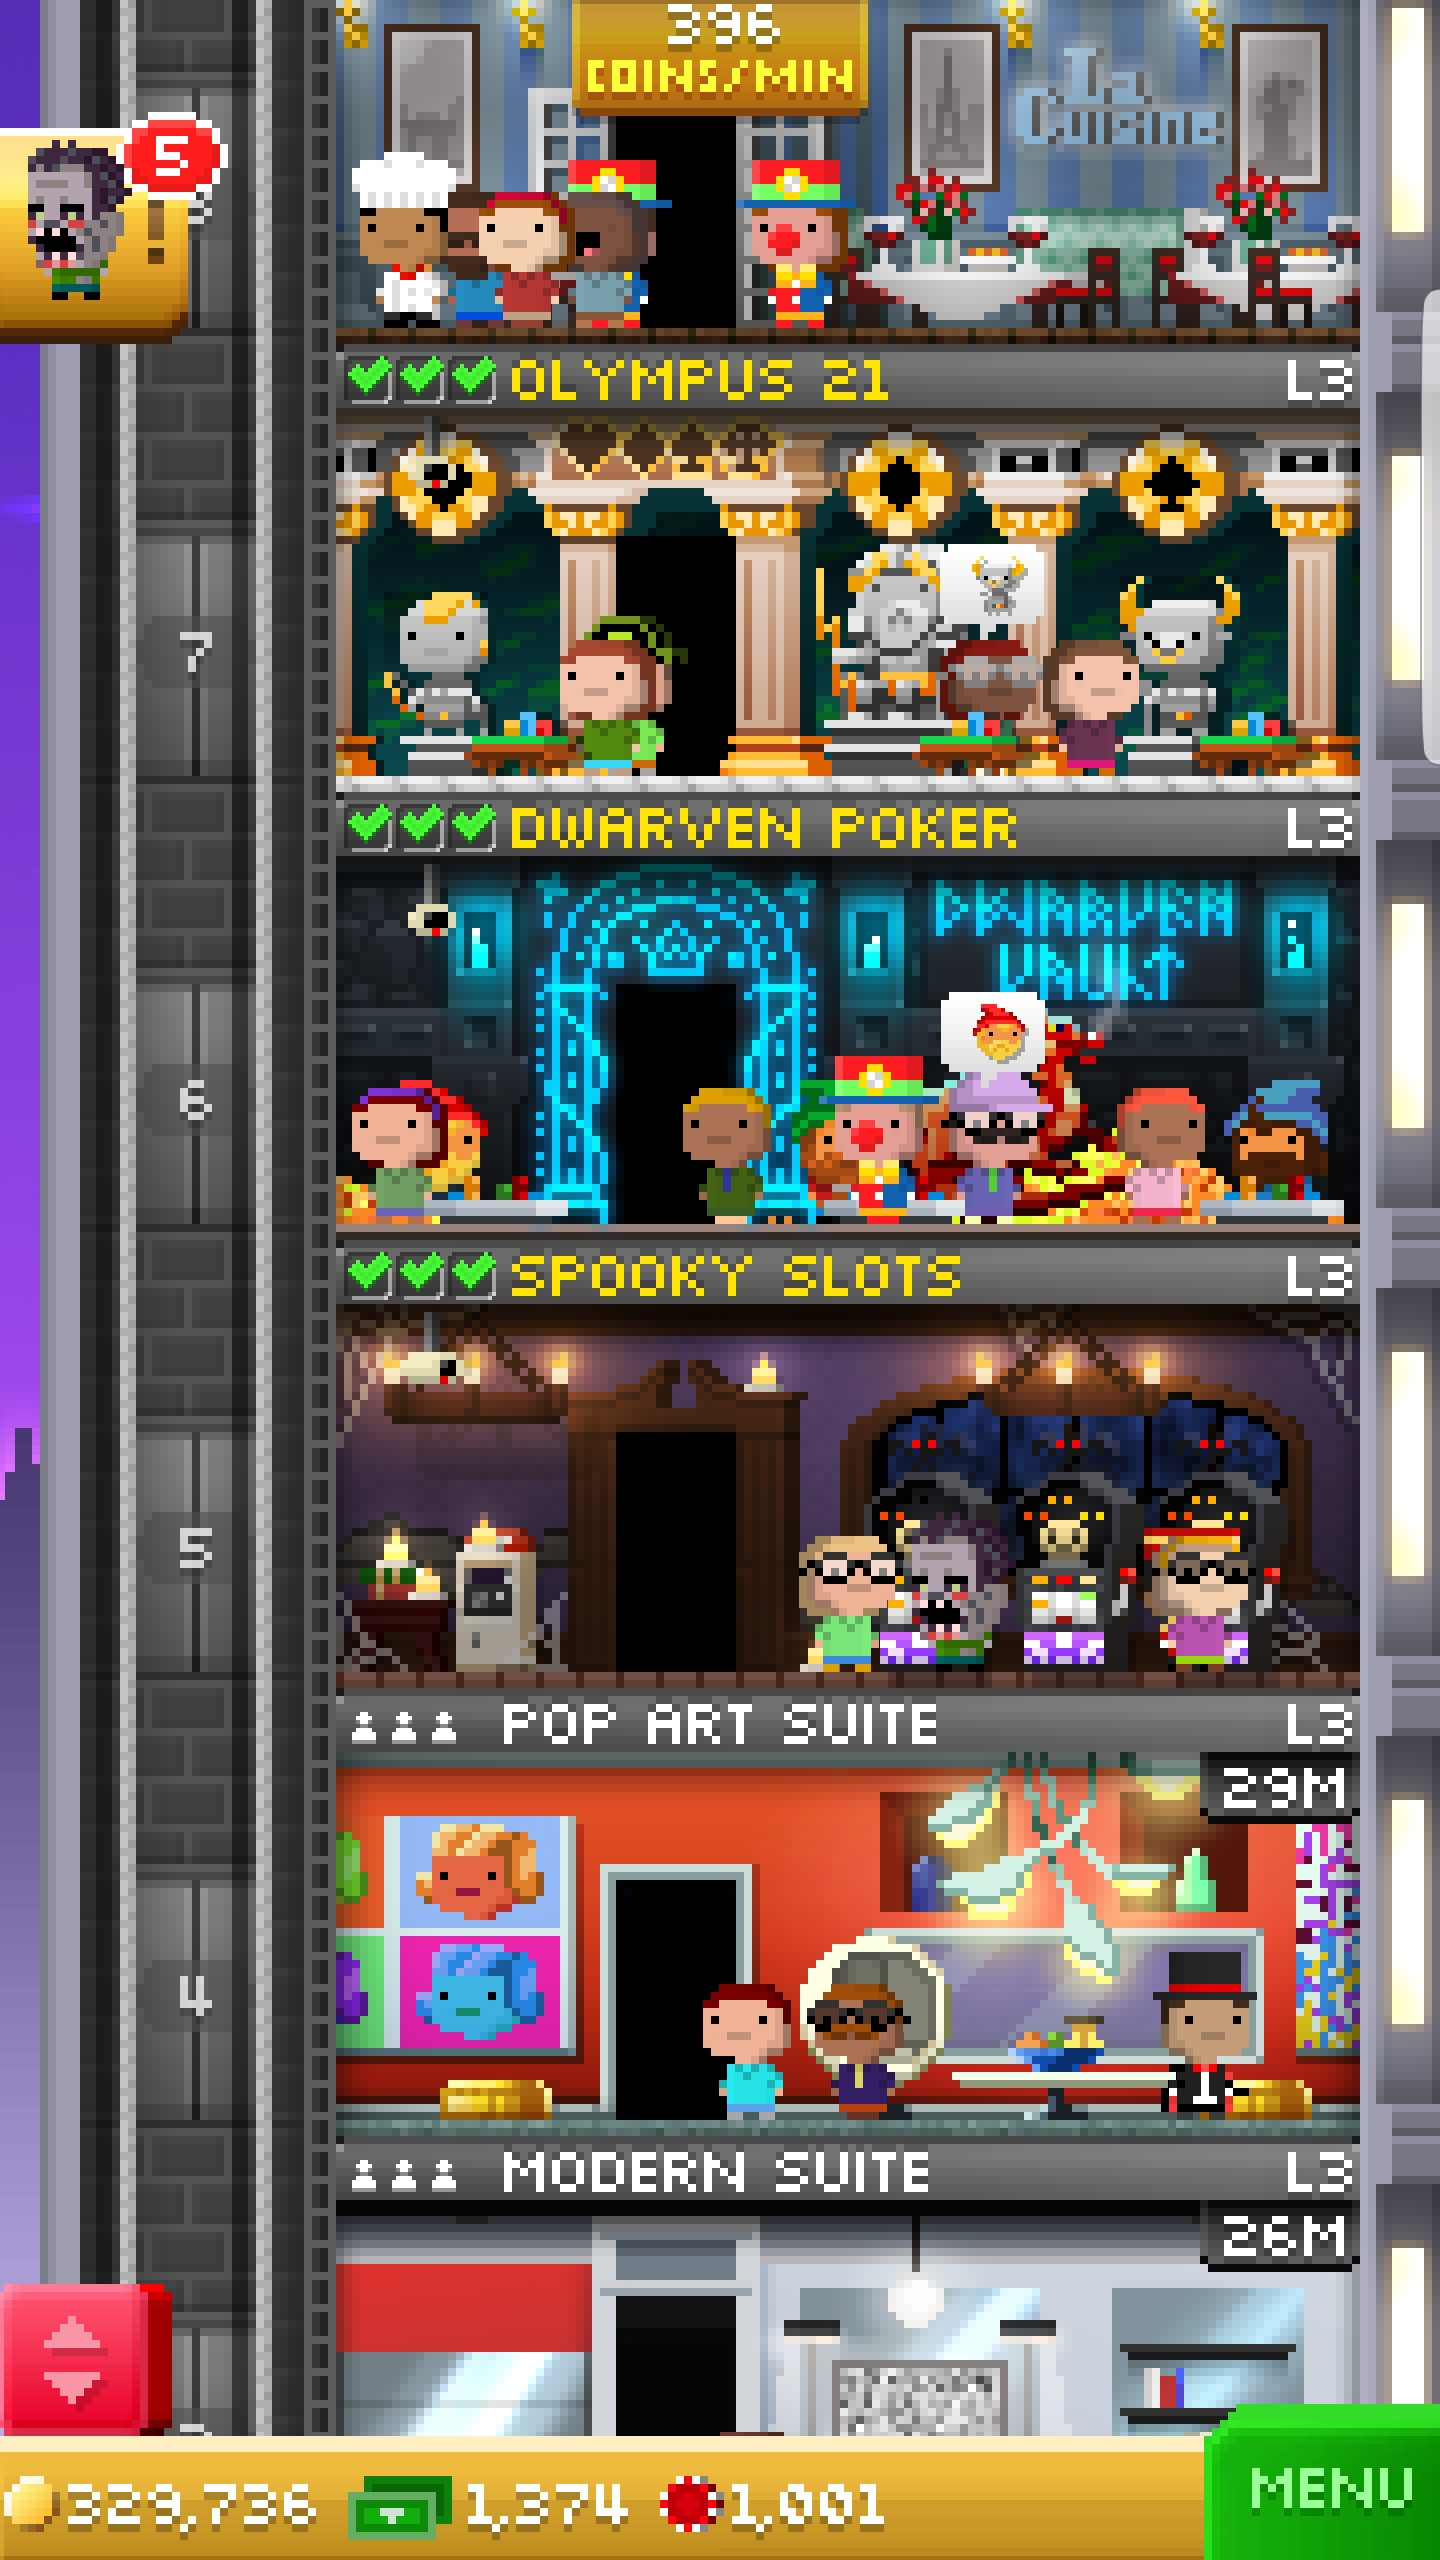 396
COINS/MIN
La
Cuisine
5
!
OLYMPUS 21
L3
7
DWARVEN POKER
L3
DWARVEN
VAULT
6
SPOOKY SLOTS
L3
5
POP ART SUITE
L3
29M
4
MODERN SUITE
L3
26M
329,736
1,374
1,001
MENU